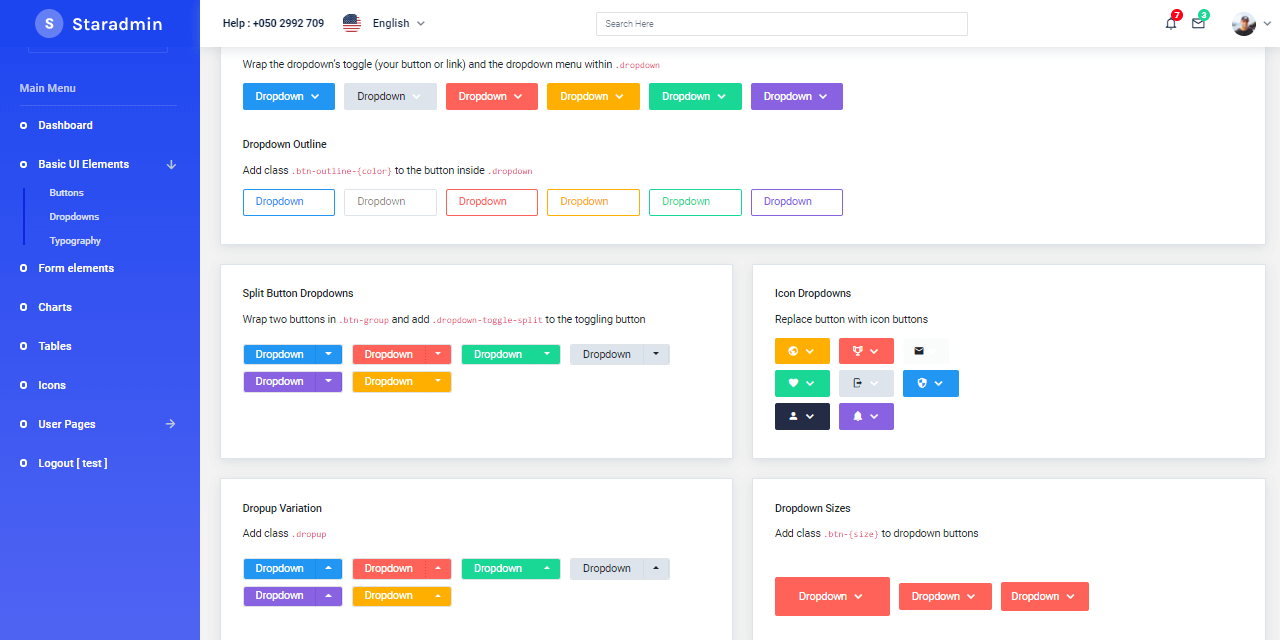 S Staradmin
Help : +050 2992 709
English
Search Here
7
3
Main Menu
Dashboard
Basic UI Elements
Buttons
Dropdowns
Typography
Form elements
Charts
Tables
Icons
User Pages
Logout [ test ]
Wrap the dropdown's toggle (your button or link) and the dropdown menu within .dropdown
Dropdown Dropdown Dropdown Dropdown Dropdown Dropdown
Dropdown Outline
Add class .btn-outline-{color} to the button inside .dropdown
Dropdown Dropdown Dropdown Dropdown Dropdown Dropdown
Split Button Dropdowns
Wrap two buttons in .btn-group and add .dropdown-toggle-split to the toggling button
Dropdown Dropdown Dropdown Dropdown
Dropdown Dropdown
Icon Dropdowns
Replace button with icon buttons
Dropup Variation
Add class .dropup
Dropdown Dropdown Dropdown Dropdown
Dropdown Dropdown
Dropdown Sizes
Add class .btn-{size} to dropdown buttons
Dropdown Dropdown Dropdown